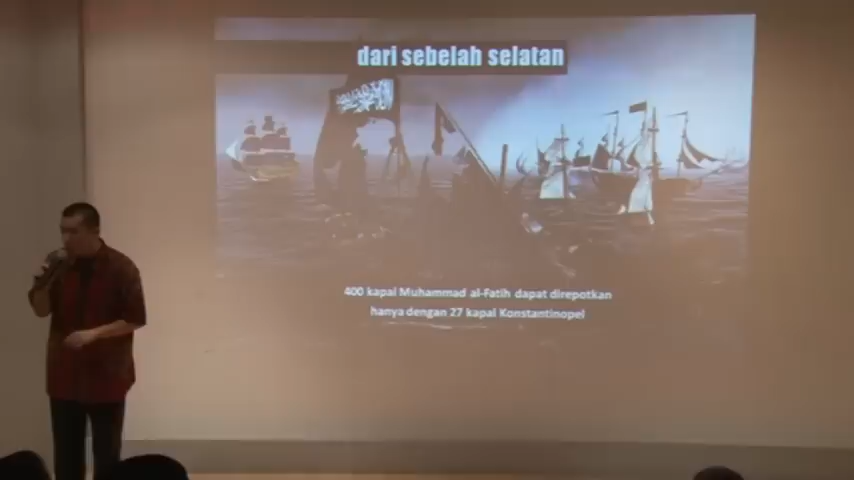 dari sebelah selatan
400 kapal Muhammad al-Fatih dapat direpotkan
hanya dengan 27 kapal Konstantinopel